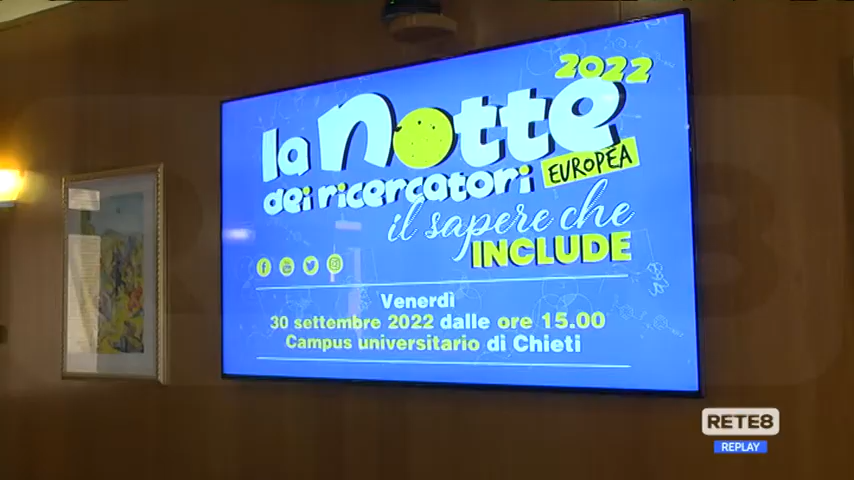 2022
la notte
dei ricercatori EUROPEA
il sapere che
INCLUDE
Venerdì
30 settembre 2022 dalle ore 15.00
Campus universitario di Chieti
RETE8
REPLAY